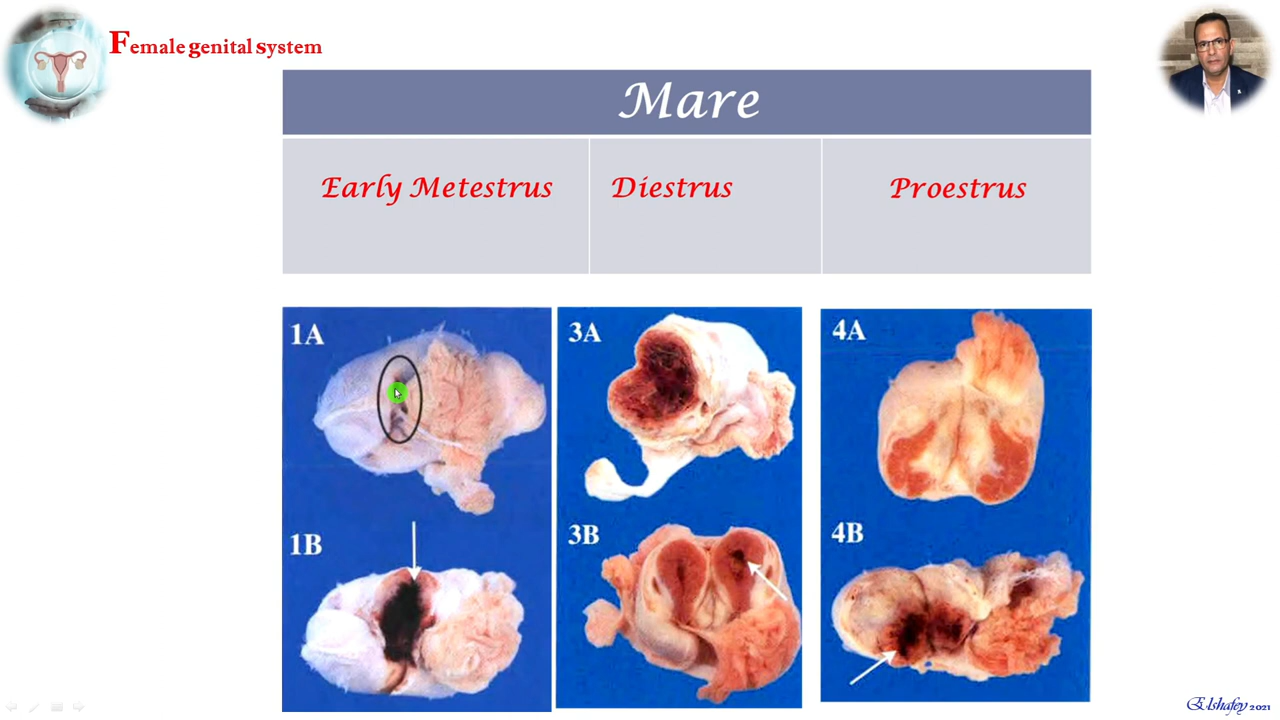 Female genital system
Mare
Early Metestrus
Diestrus
Proestrus
1A
3A
4A
1B
3B
4B
Elshafey 2021